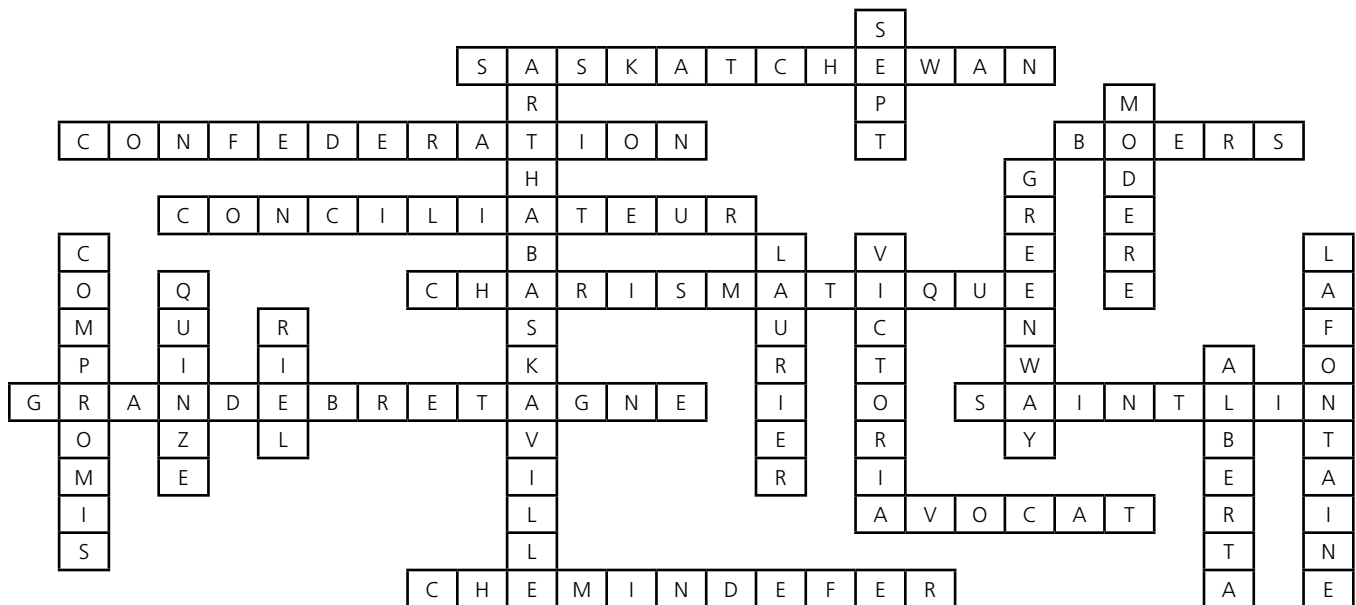 SEPT
SASKATCHEWAN
ARTHABASKAVILLE
MODERE
CONFEDERATION
BOERS
GREENWAY
CONCILIATEUR
COMPROMIS
LAURIER
VICTORIA
LAFONTAINE
QUINZE
CHARISMATIQUE
RIEL
ALBERTA
GRANDEBRETAGNE
SAINTLIN
AVOCAT
CHEMINDEFER